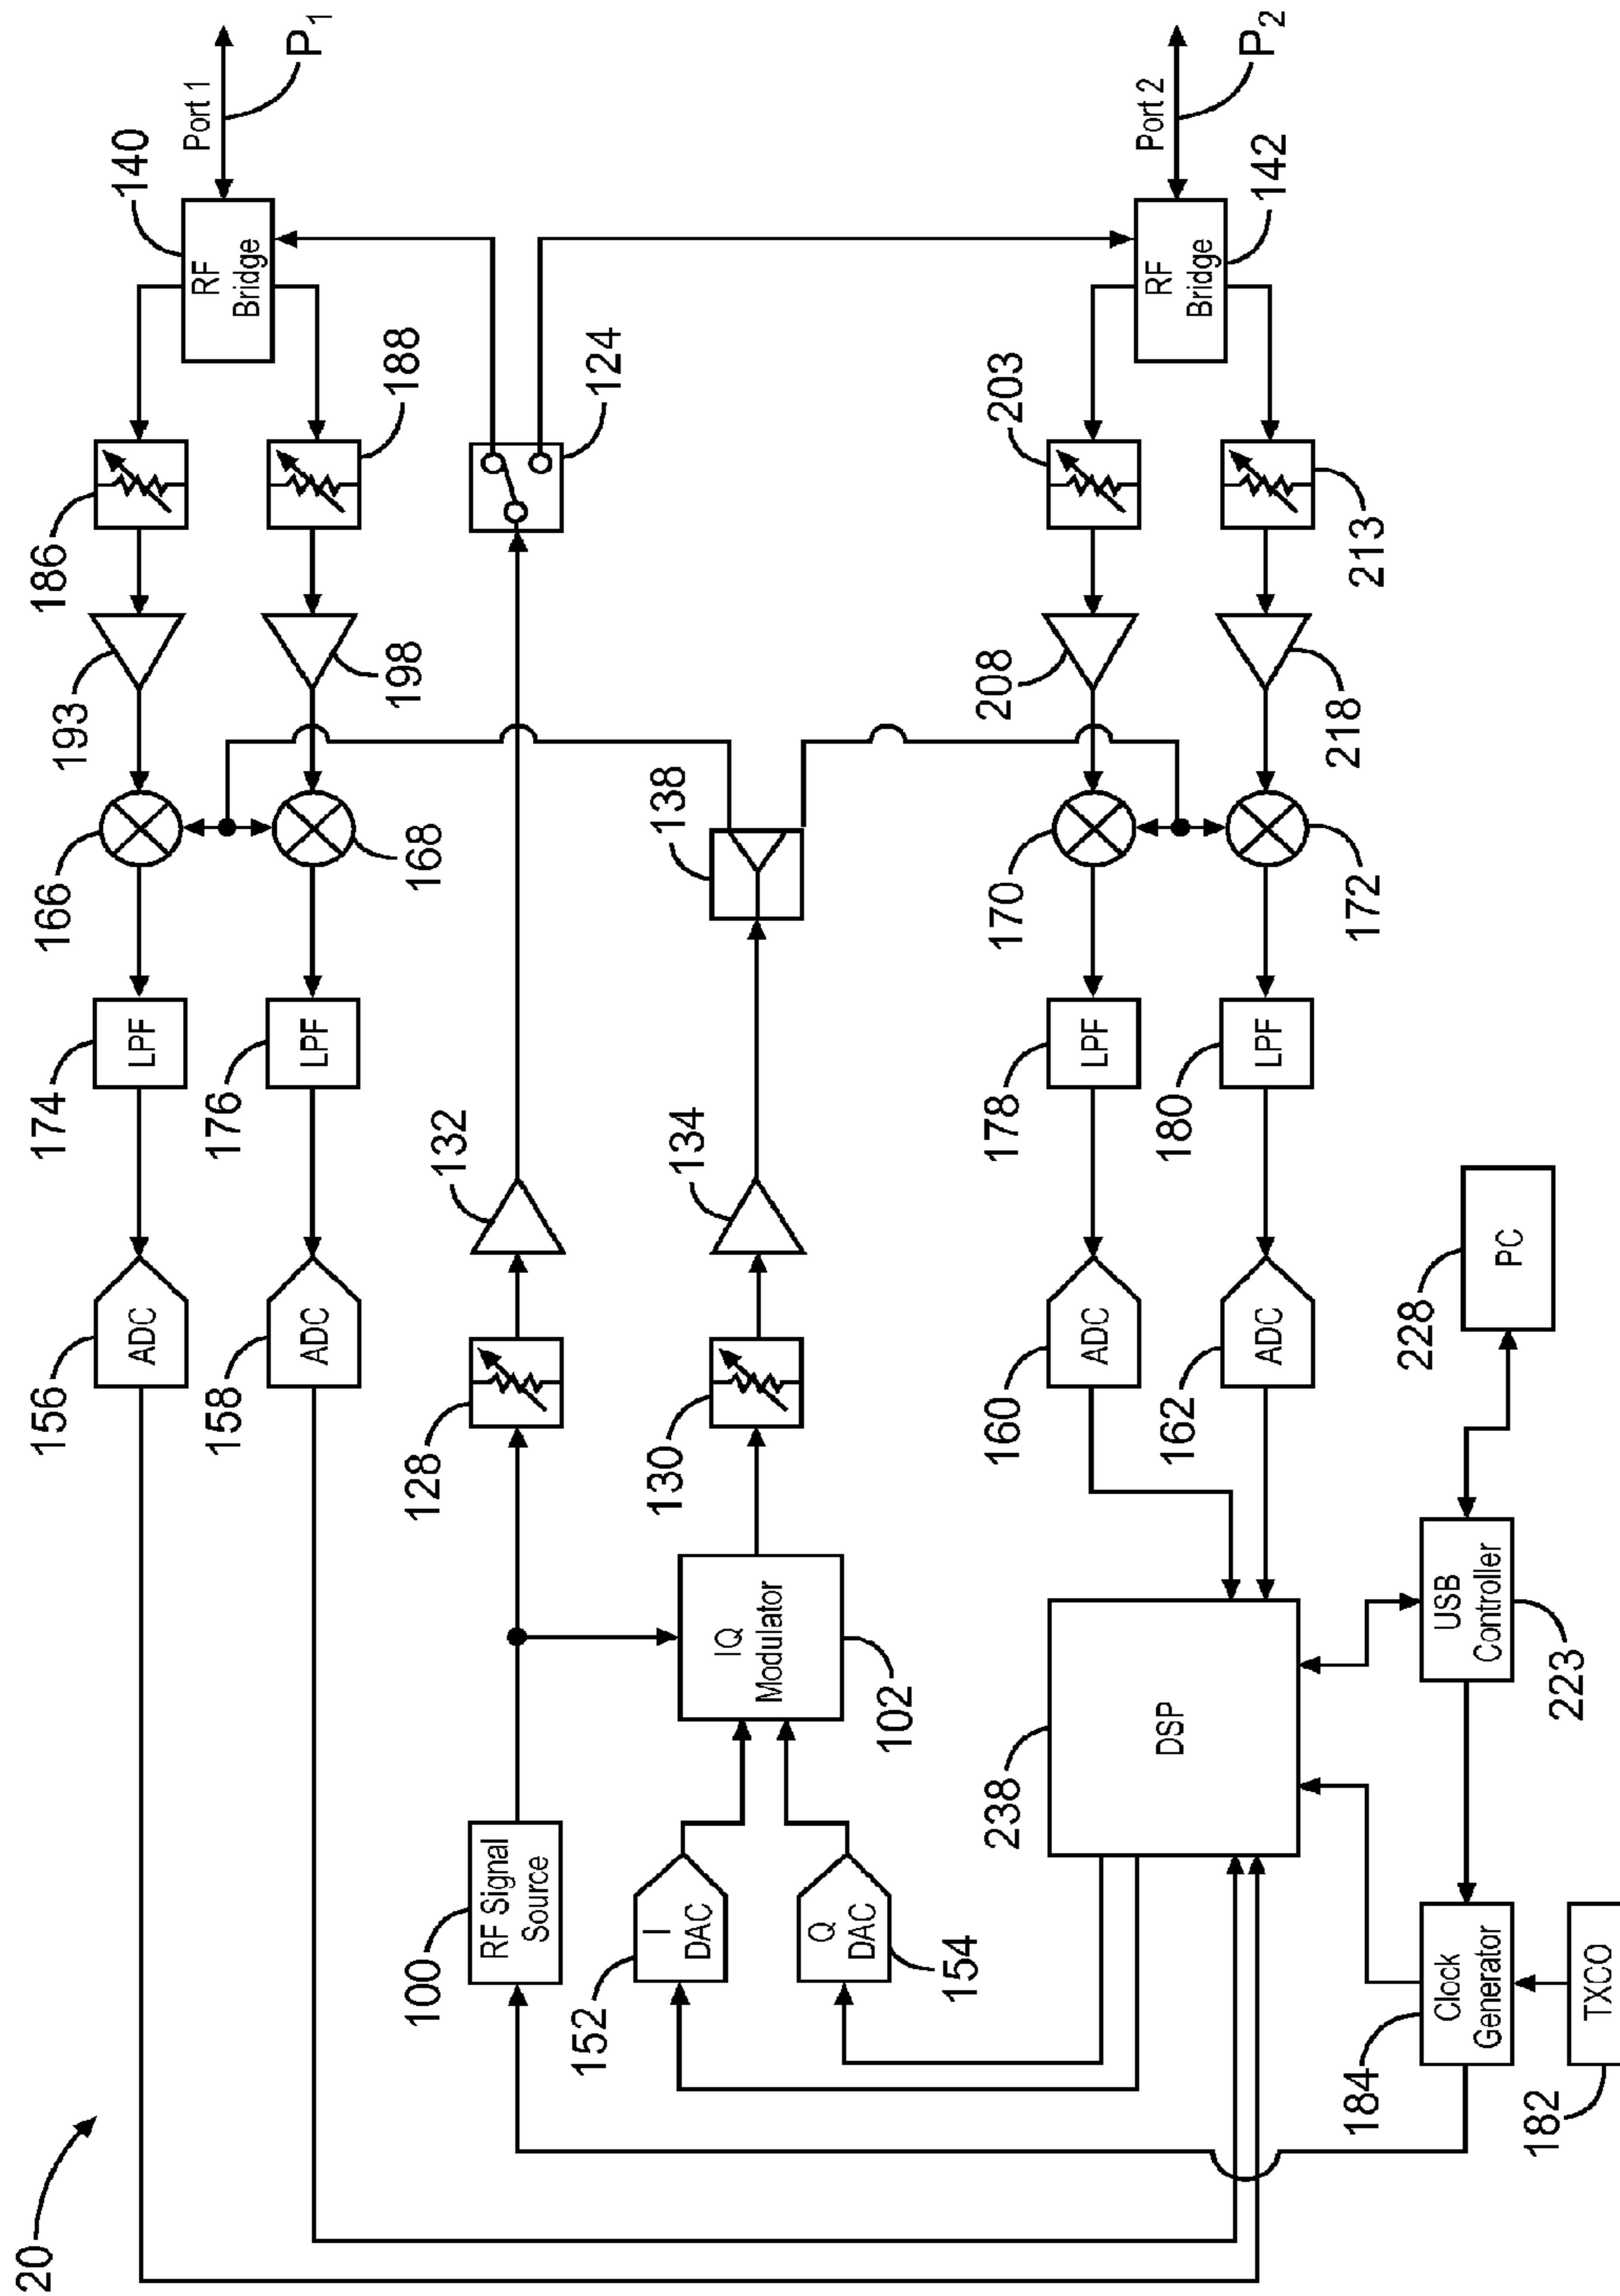 20
156
ADC
174
LPF
166
193
186
140
RF
Bridge
Port 1
P1
158
ADC
176
LPF
168
198
188
100
RF Signal
Source
128
132
124
152
I
DAC
Q
DAC
154
IQ
Modulator
102
130
134
138
238
DSP
160
ADC
178
LPF
170
208
203
RF
Bridge
142
Port 2
P2
162
ADC
180
LPF
172
218
213
184
Clock
Generator
182
TXCO
USB
Controller
223
228
PC